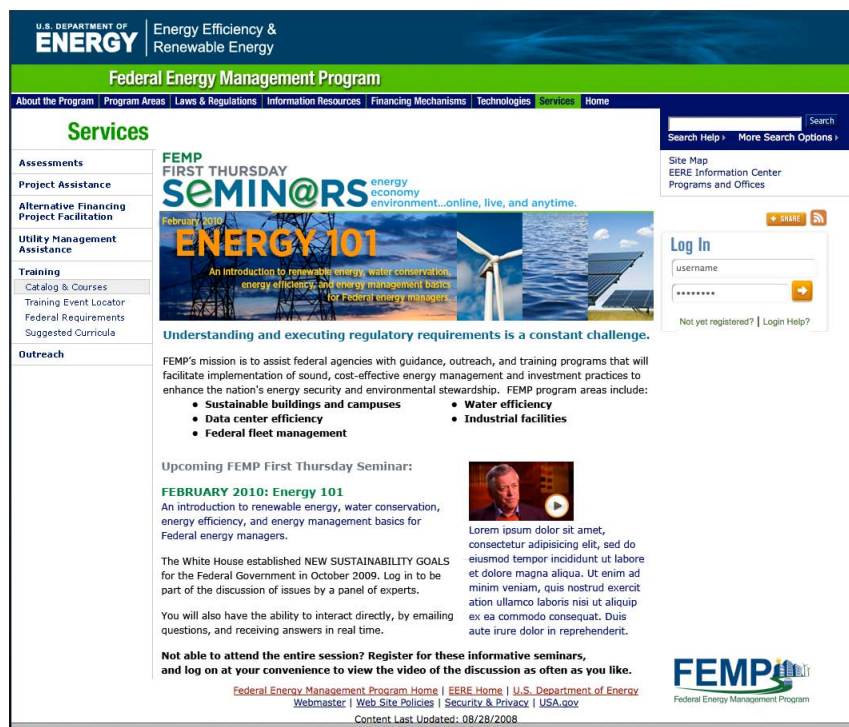 U.S. DEPARTMENT OF
ENERGY
Energy Efficiency &
Renewable Energy
Federal Energy Management Program
About the Program | Program Areas | Laws & Regulations | Information Resources | Financing Mechanisms | Technologies | Services | Home
Services
Search
Search Help More Search Options
Site Map
EERE Information Center
Programs and Offices
Assessments
Project Assistance
Alternative Financing
Project Facilitation
Utility Management
Assistance
Training
Catalog & Courses
Training Event Locator
Federal Requirements
Suggested Curricula
Outreach
FEMP
FIRST THURSDAY
SeMIN@RS
energy
economy
environment...online, live, and anytime.
February 2010
ENERGY 101
An introduction to renewable energy, water conservation,
energy efficiency, and energy management basics
for Federal energy managers.
+ SHARE
Log In
username
••••••••
Not yet registered? | Login Help?
Understanding and executing regulatory requirements is a constant challenge.
FEMP's mission is to assist federal agencies with guidance, outreach, and training programs that will
facilitate implementation of sound, cost-effective energy management and investment practices to
enhance the nation's energy security and environmental stewardship. FEMP program areas include:
• Sustainable buildings and campuses
• Data center efficiency
• Federal fleet management
• Water efficiency
• Industrial facilities
Upcoming FEMP First Thursday Seminar:
FEBRUARY 2010: Energy 101
An introduction to renewable energy, water conservation,
energy efficiency, and energy management basics for
Federal energy managers.
The White House established NEW SUSTAINABILITY GOALS
for the Federal Government in October 2009. Log in to be
part of the discussion of issues by a panel of experts.
You will also have the ability to interact directly, by emailing
questions, and receiving answers in real time.
Lorem ipsum dolor sit amet,
consectetur adipisicing elit, sed do
eiusmod tempor incididunt ut labore
et dolore magna aliqua. Ut enim ad
minim veniam, quis nostrud exercit
ation ullamco laboris nisi ut aliquip
ex ea commodo consequat. Duis
aute irure dolor in reprehenderit.
Not able to attend the entire session? Register for these informative seminars,
and log on at your convenience to view the video of the discussion as often as you like.
FEMP
Federal Energy Management Program
Federal Energy Management Program Home | EERE Home | U.S. Department of Energy
Webmaster | Web Site Policies | Security & Privacy | USA.gov
Content Last Updated: 08/28/2008